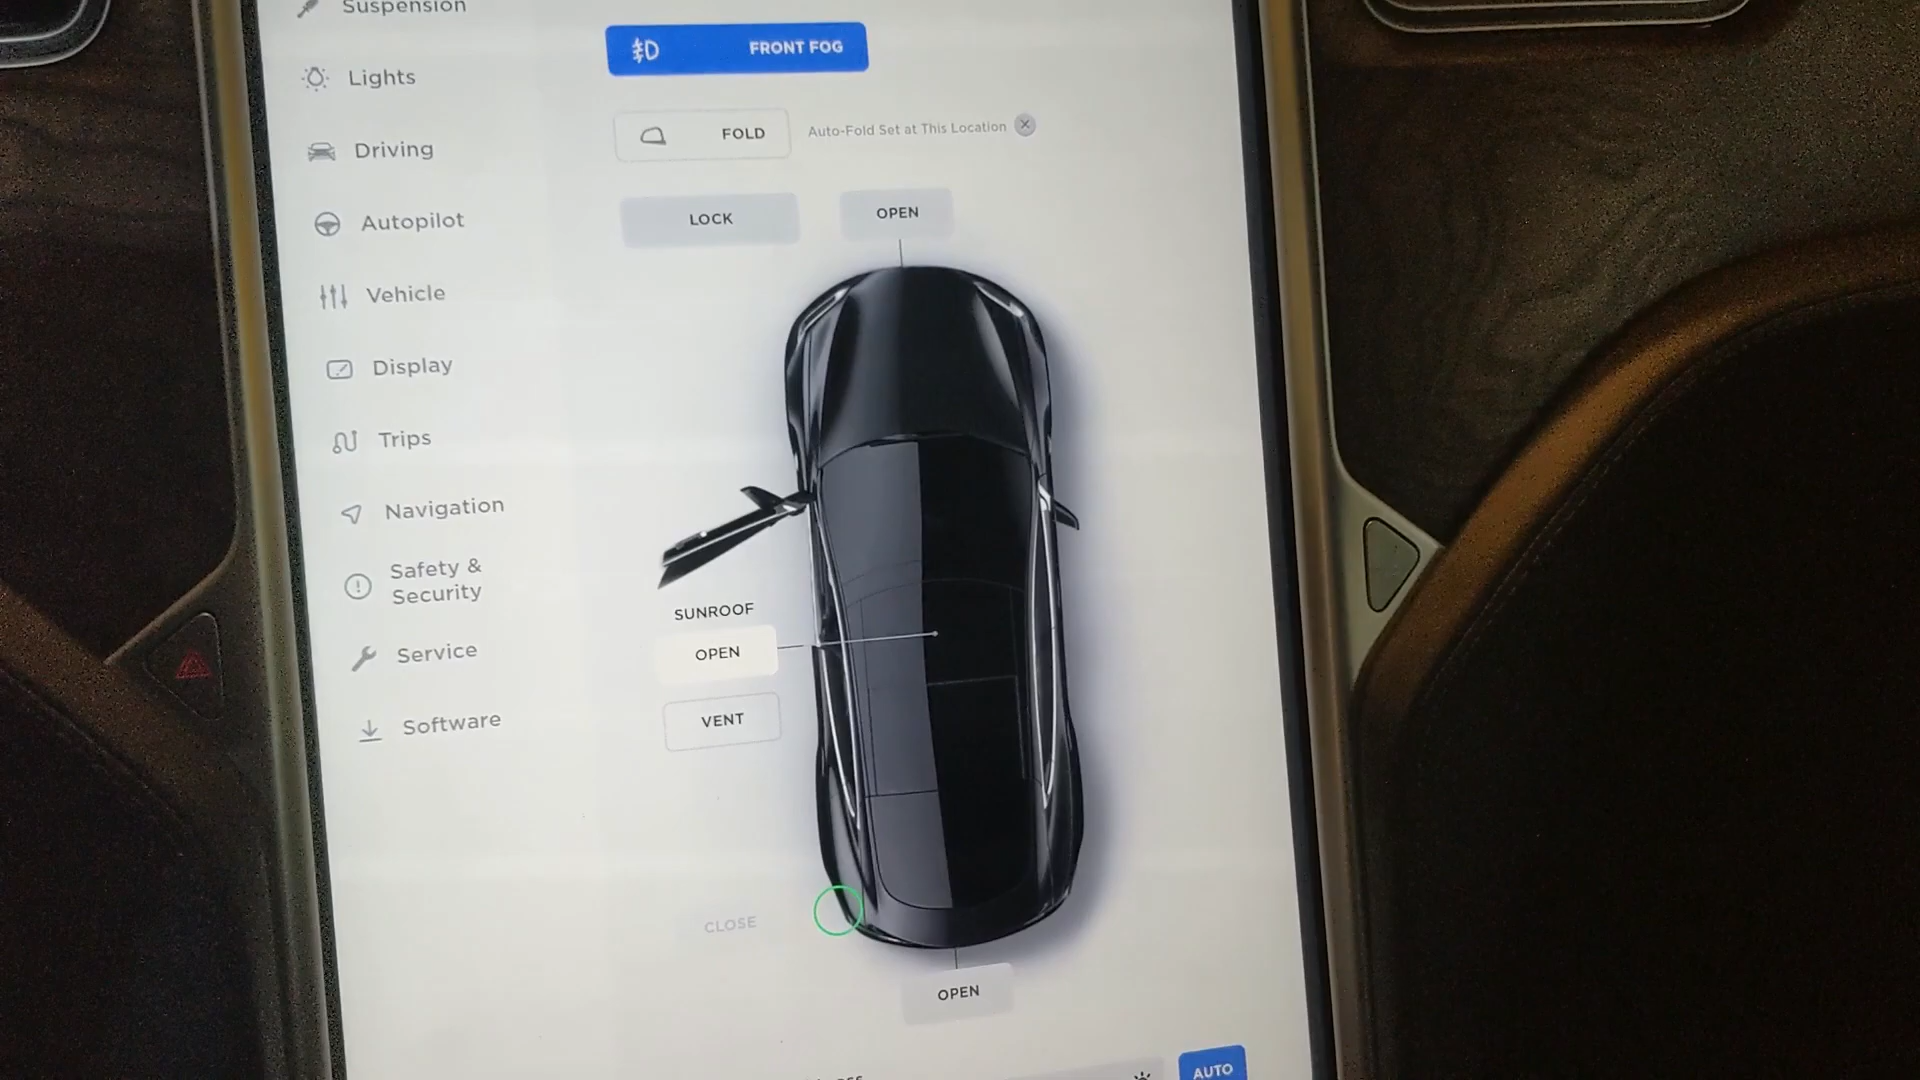 Suspension
Lights
Driving
Autopilot
Vehicle
Display
Trips
Navigation
Safety &
Security
Service
Software
FRONT FOG
FOLD
Auto-Fold Set at This Location
LOCK
OPEN
SUNROOF
OPEN
VENT
CLOSE
OPEN
AUTO